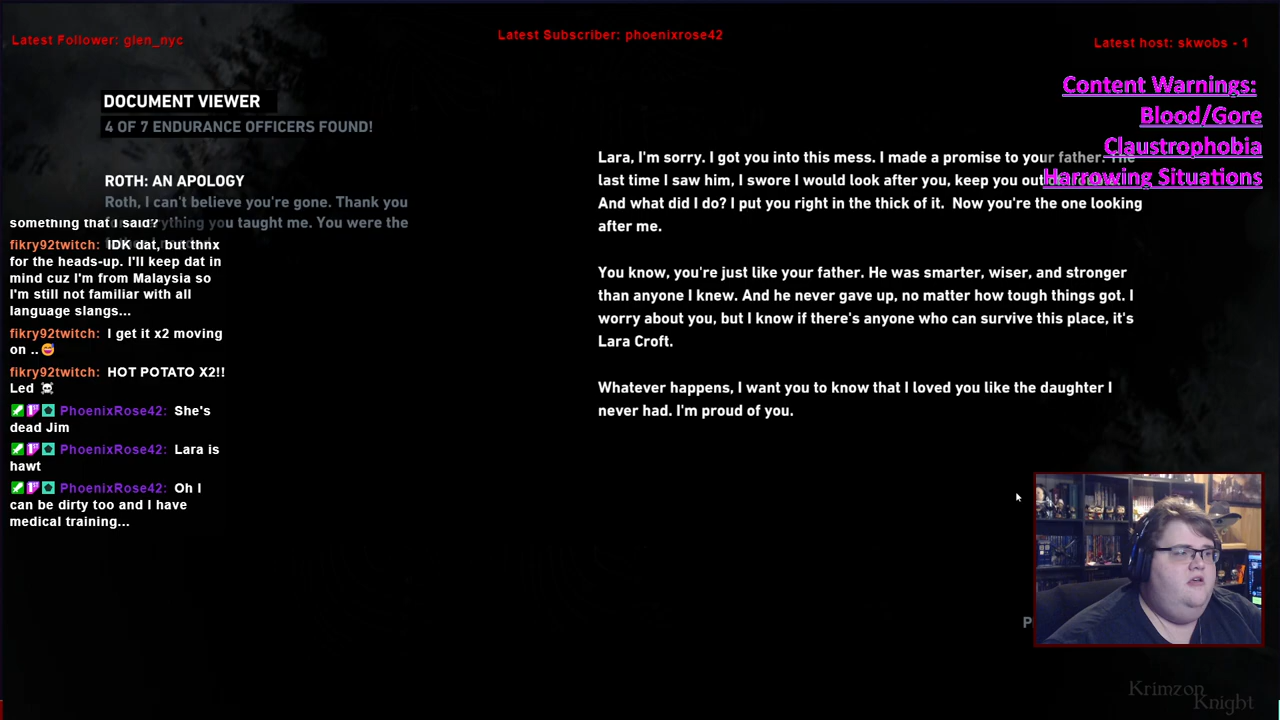 Latest Follower: glen_nyc
Latest Subscriber: phoenixrose42
Latest host: skwobs - 1
Content Warnings:
Blood/Gore
Claustrophobia
Harrowing Situations
DOCUMENT VIEWER
4 OF 7 ENDURANCE OFFICERS FOUND!
ROTH: AN APOLOGY
Roth, I can't believe you're gone. Thank you
everything you taught me. You were the
Lara, I'm sorry. I got you into this mess. I made a promise to your father. The
last time I saw him, I swore I would look after you, keep you out
And what did I do? I put you right in the thick of it. Now you're the one looking
after me.
You know, you're just like your father. He was smarter, wiser, and stronger
than anyone I knew. And he never gave up, no matter how tough things got. I
worry about you, but I know if there's anyone who can survive this place, it's
Lara Croft.
Whatever happens, I want you to know that I loved you like the daughter I
never had. I'm proud of you.
something that I said?
fikry92twitch: IDK dat, but thnx
for the heads-up. I'll keep dat in
mind cuz I'm from Malaysia so
I'm still not familiar with all
language slangs...
fikry92twitch: I get it x2 moving
on .. 😅
fikry92twitch: HOT POTATO X2!!
Led ☠
PhoenixRose42: She's
dead Jim
PhoenixRose42: Lara is
hawt
PhoenixRose42: Oh I
can be dirty too and I have
medical training...
Krimzon
Knight